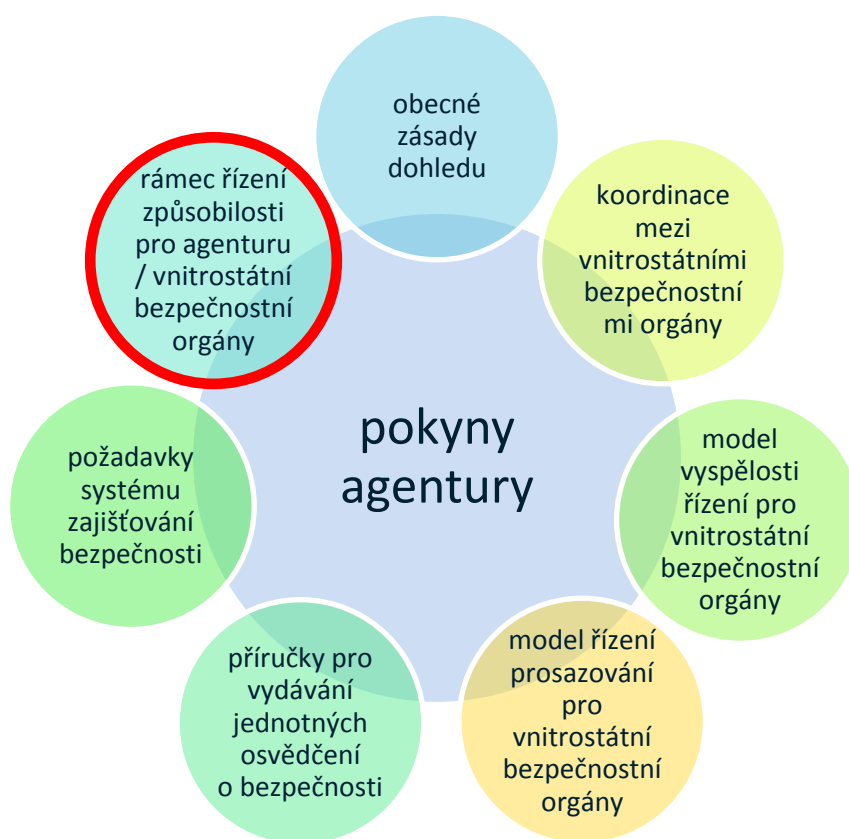 obecné
zásady
dohledu
koordinace
mezi
vnitrostátními
bezpečnostní
mi orgány
model
vyspělosti
řízení pro
vnitrostátní
bezpečnostní
orgány
model řízení
prosazování
pro
vnitrostátní
bezpečnostní
orgány
příručky pro
vydávání
jednotných
osvědčení
o bezpečnosti
požadavky
systému
zajišťování
bezpečnosti
rámec řízení
způsobilosti
pro agenturu
/ vnitrostátní
bezpečnostní
orgány
pokyny
agentury